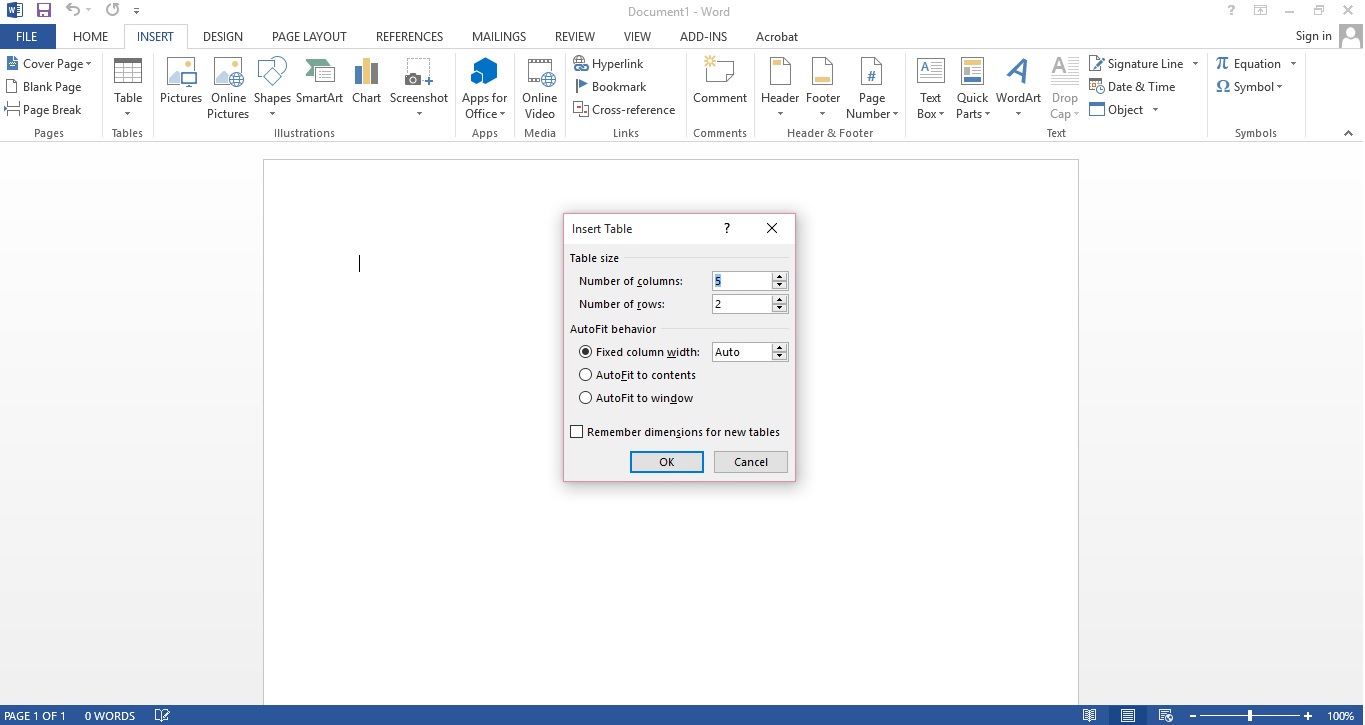 Document1 - Word
FILE HOME INSERT DESIGN PAGE LAYOUT REFERENCES MAILINGS REVIEW VIEW ADD-INS Acrobat Sign in
Cover Page
Blank Page
Page Break
Pages
Table
Tables
Pictures
Online
Pictures
Shapes
SmartArt
Chart
Screenshot
Illustrations
Apps for
Office
Apps
Online
Video
Media
Hyperlink
Bookmark
Cross-reference
Links
Comment
Comments
Header
Footer
Page
Number
Header & Footer
Text
Box
Quick
Parts
WordArt
Drop
Cap
Signature Line
Date & Time
Object
Text
Equation
Symbol
Symbols
Insert Table
Table size
Number of columns: 5
Number of rows: 2
AutoFit behavior
Fixed column width: Auto
AutoFit to contents
AutoFit to window
Remember dimensions for new tables
OK Cancel
PAGE 1 OF 1 0 WORDS 100%